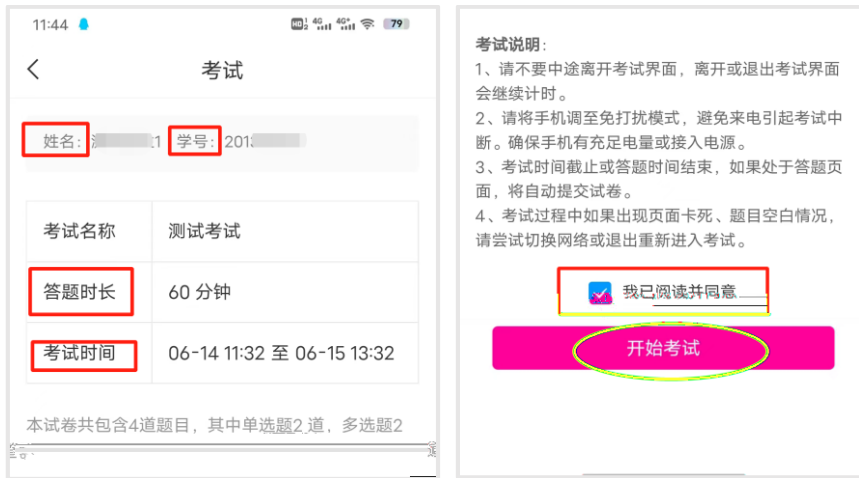 11:44
79
考试
姓名: 1 学号: 201
考试名称 测试考试
答题时长 60 分钟
考试时间 06-14 11:32 至 06-15 13:32
本试卷共包含4道题目，其中单选题2 道，多选题2
考试说明：
1、请不要中途离开考试界面，离开或退出考试界面
会继续计时。
2、请将手机调至免打扰模式，避免来电引起考试中
断。确保手机有充足电量或接入电源。
3、考试时间截止或答题时间结束，如果处于答题页
面，将自动提交试卷。
4、考试过程中如果出现页面卡死、题目空白情况，
请尝试切换网络或退出重新进入考试。
我已阅读并同意
开始考试